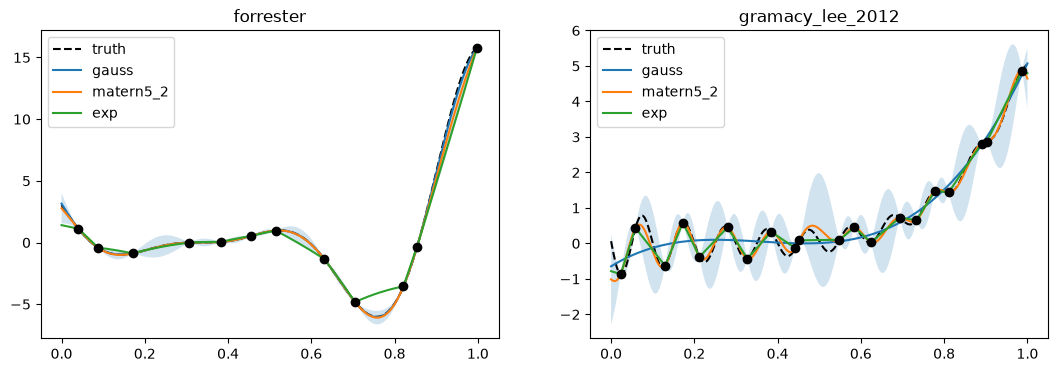 forrester
truth
gauss
matern5_2
exp
15
10
5
0
−5
0.0 0.2 0.4 0.6 0.8 1.0
gramacy_lee_2012
truth
gauss
matern5_2
exp
6
5
4
3
2
1
0
−1
−2
0.0 0.2 0.4 0.6 0.8 1.0